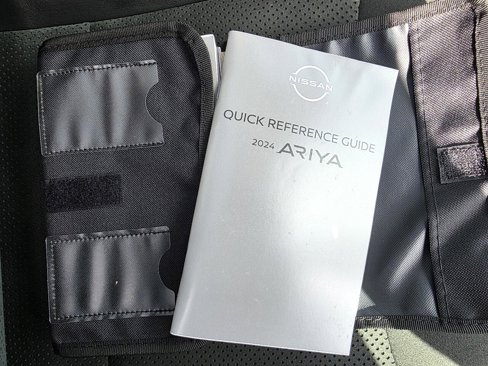 NISSAN
QUICK REFERENCE GUIDE
2024 ARIYA